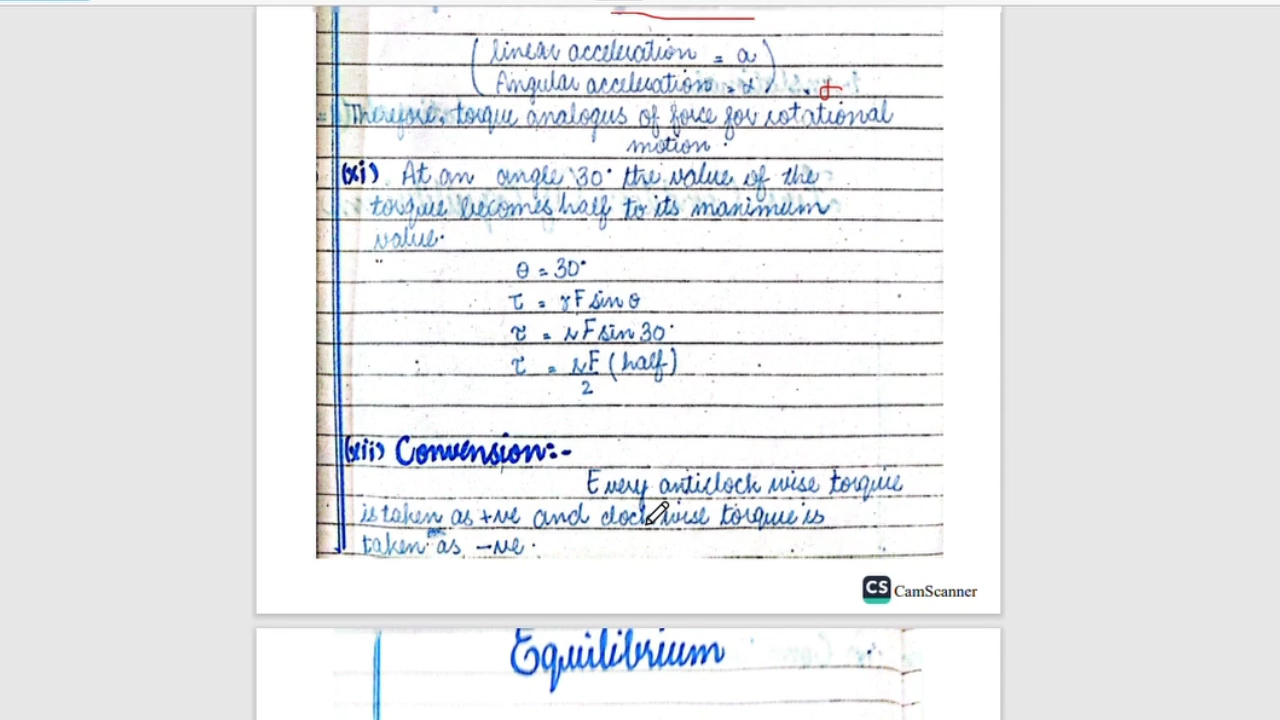 (linear acceleration = a)
(Angular acceleration = α)
Therefore, torque analogus of force for rotational
motion.
(xi) At an angle 30° the value of the
torque becomes half to its maximum
value.
θ = 30°
τ = rF sin θ
τ = rF sin 30°
τ = rF/2 (half)
(xii) Convension:-
Every anticlock wise torque
is taken as +ve and clockwise torque is
taken as -ve.
CS CamScanner
Equilibrium